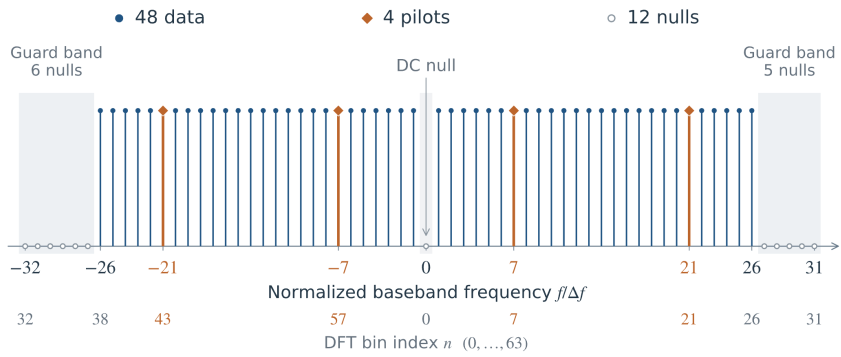 48 data 4 pilots 12 nulls
Guard band DC null Guard band
6 nulls 5 nulls
−32 −26 −21 −7 0 7 21 26 31
Normalized baseband frequency f/Δf
32 38 43 57 0 7 21 26 31
DFT bin index n (0,…,63)